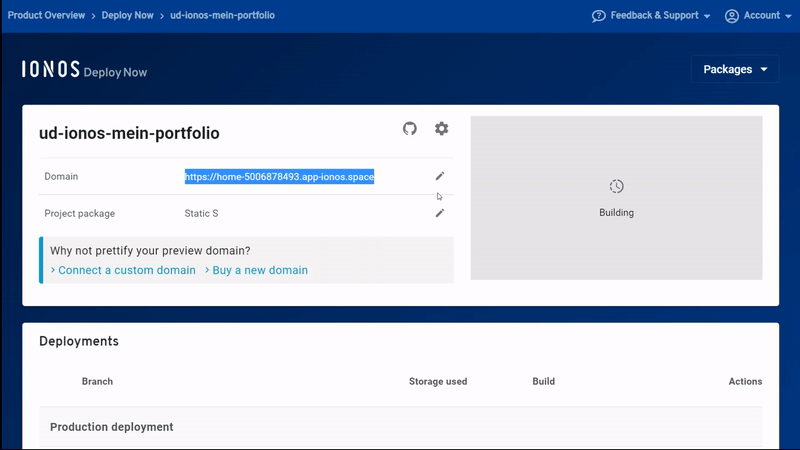 Product Overview > Deploy Now > ud-ionos-mein-portfolio Feedback & Support Account
IONOS Deploy Now Packages
ud-ionos-mein-portfolio
Domain https://home-5006878493.app-ionos.space
Project package Static S
Building
Why not prettify your preview domain?
> Connect a custom domain > Buy a new domain
Deployments
Branch Storage used Build Actions
Production deployment